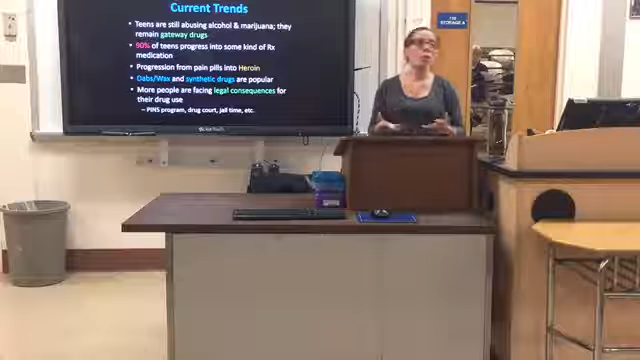 Current Trends
• Teens are still abusing alcohol & marijuana; they
remain gateway drugs
• 90% of teens progress into some kind of Rx
medication
• Progression from pain pills into Heroin
• Dabs/Wax and synthetic drugs are popular
• More people are facing legal consequences for
their drug use
– PINS program, drug court, jail time, etc.
STORAGE A